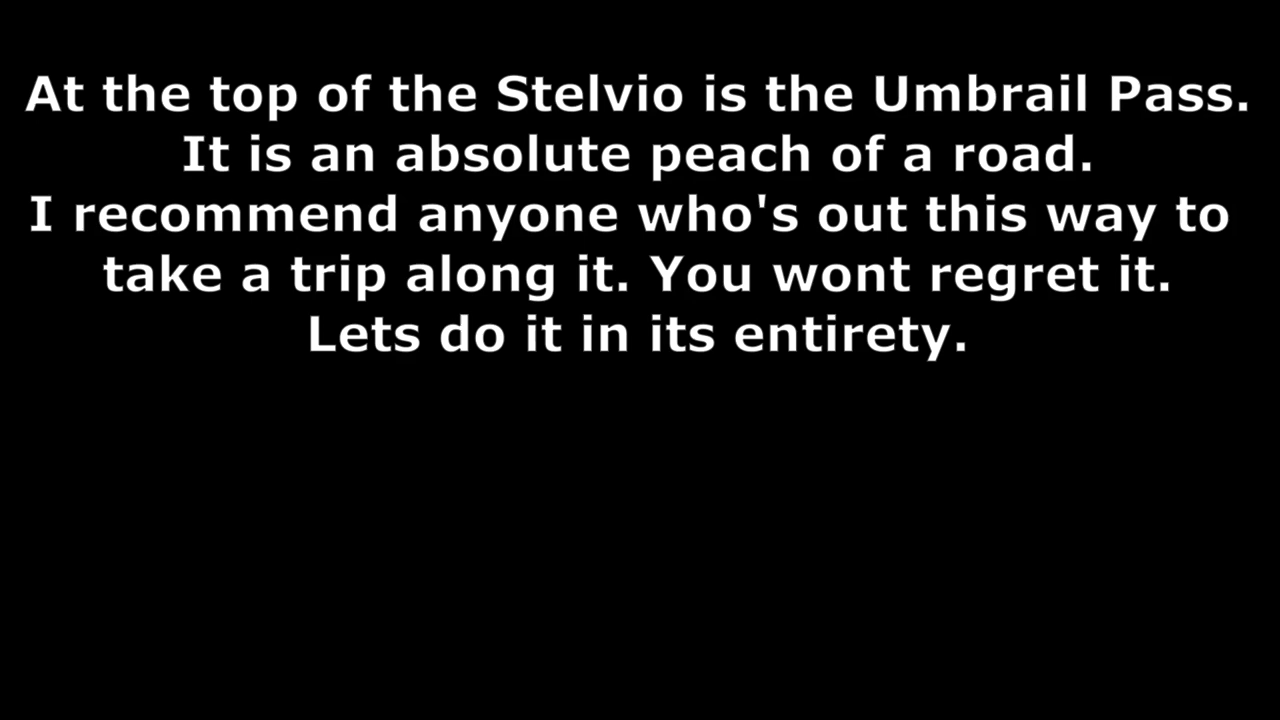 At the top of the Stelvio is the Umbrail Pass.
It is an absolute peach of a road.
I recommend anyone who's out this way to
take a trip along it. You wont regret it.
Lets do it in its entirety.